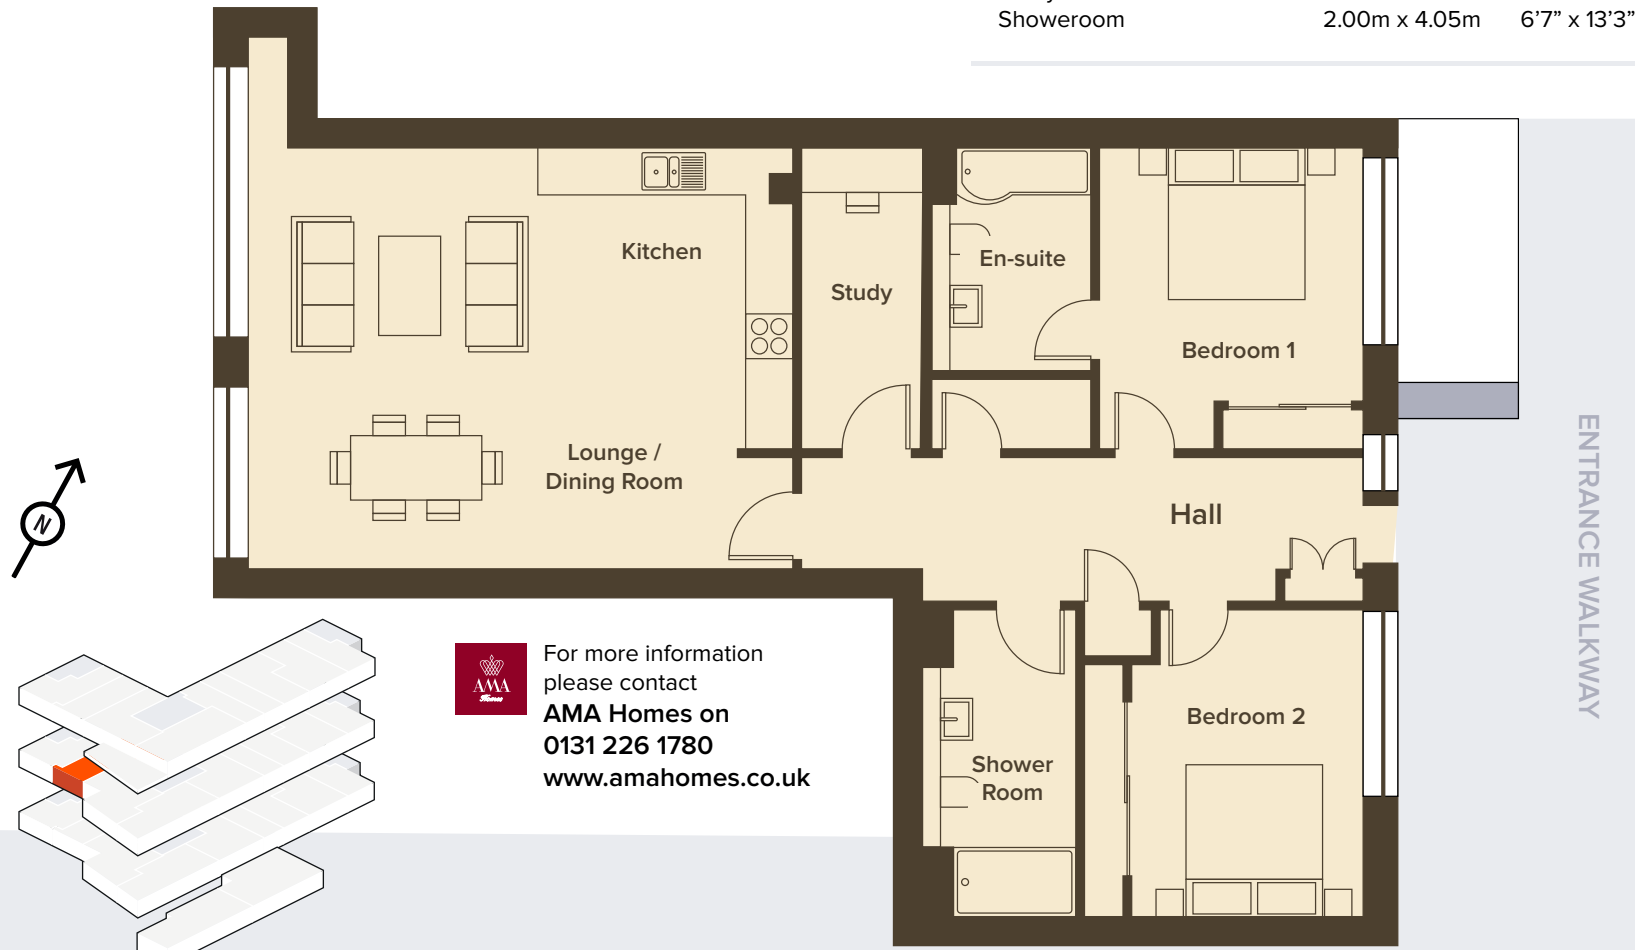 Showeroom 2.00m x 4.05m 6’7” x 13’3”
Kitchen
En-suite
Study
Bedroom 1
Lounge /
Dining Room
Hall
ENTRANCE WALKWAY
N
For more information
please contact
AMA Homes on
0131 226 1780
www.amahomes.co.uk
AMA
Homes
Bedroom 2
Shower
Room